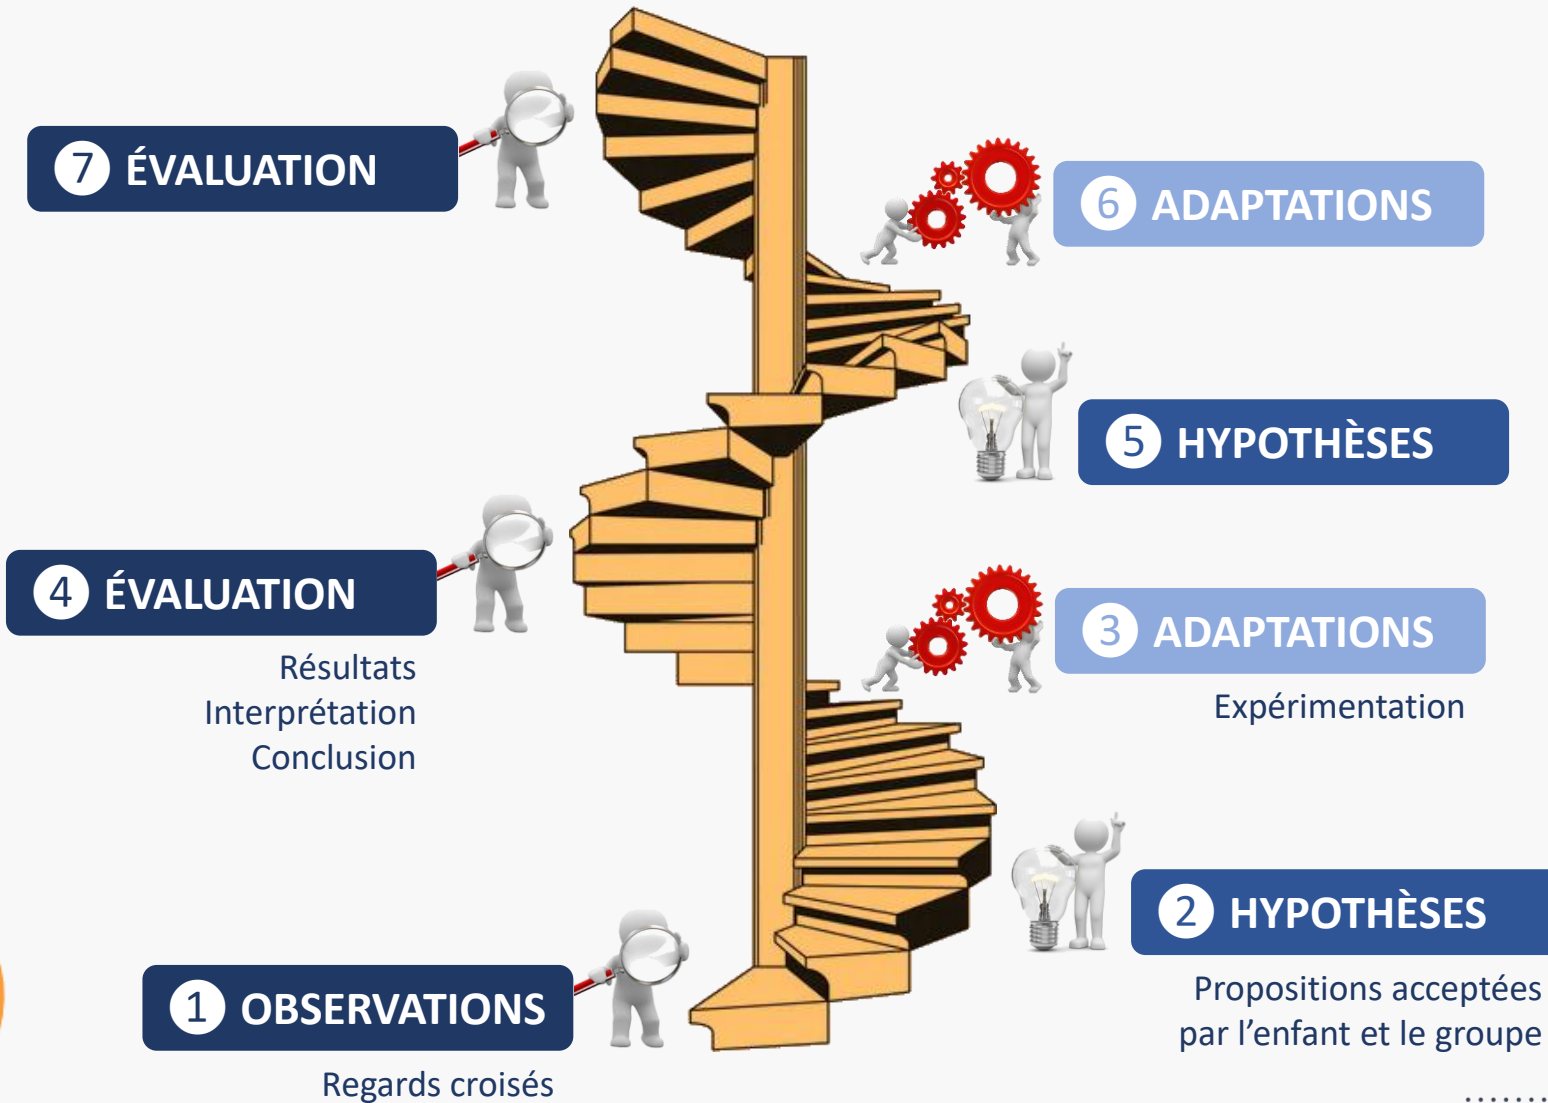 7 ÉVALUATION
6 ADAPTATIONS
5 HYPOTHÈSES
4 ÉVALUATION
Résultats
Interprétation
Conclusion
3 ADAPTATIONS
Expérimentation
2 HYPOTHÈSES
Propositions acceptées
par l’enfant et le groupe
.......
1 OBSERVATIONS
Regards croisés